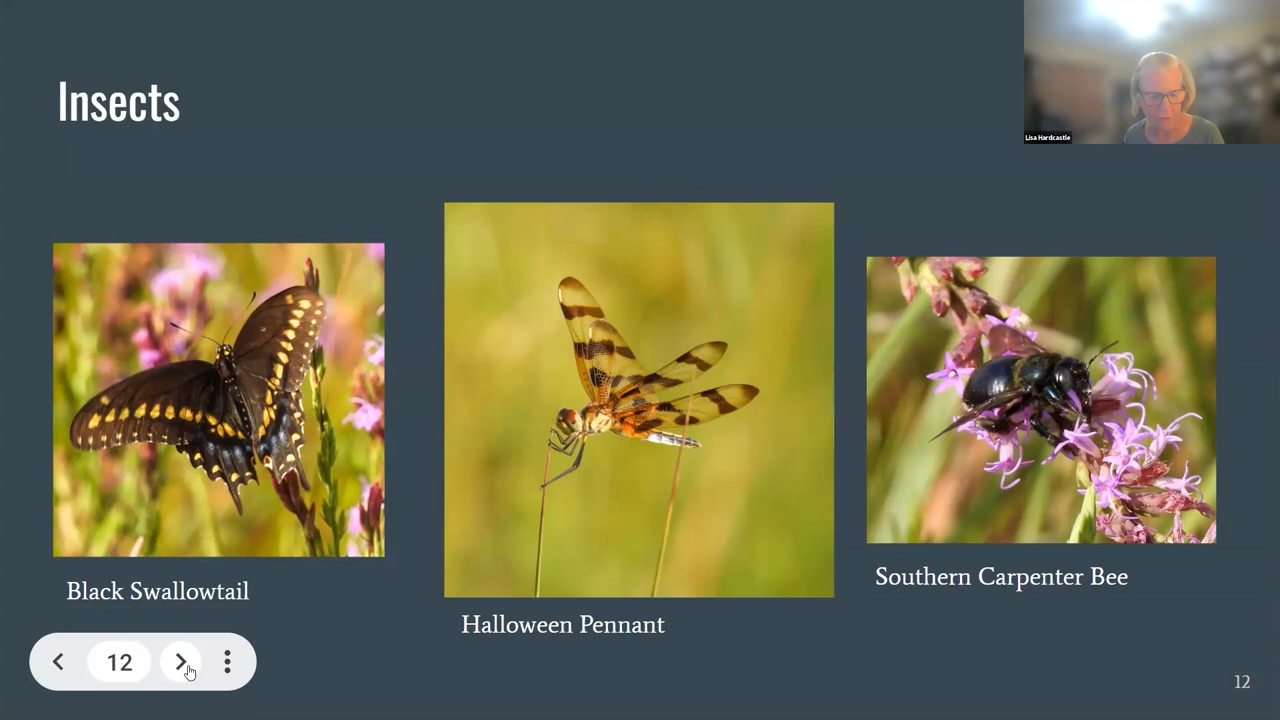 Insects
Lisa Hardcastle
Black Swallowtail
Halloween Pennant
Southern Carpenter Bee
12
12